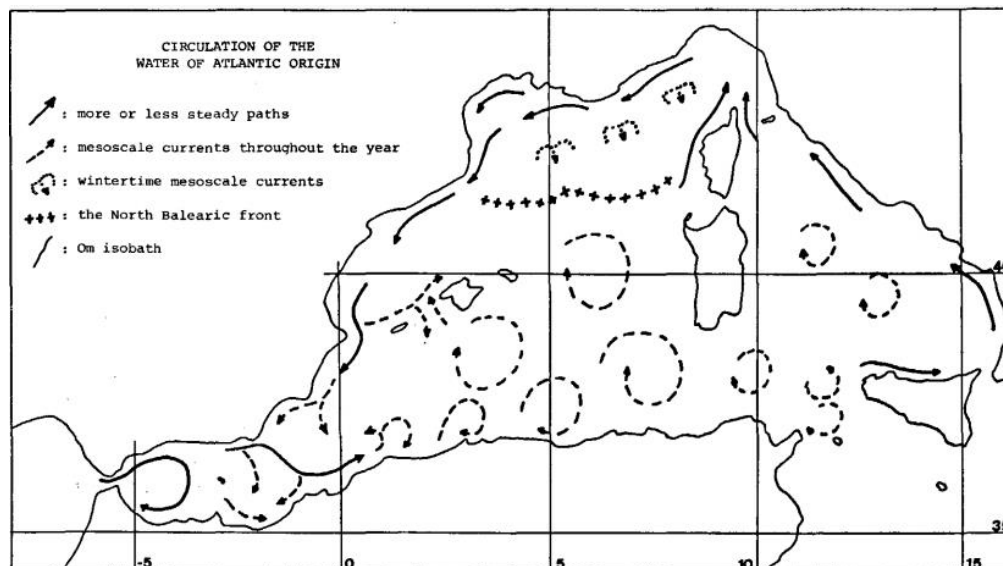 CIRCULATION OF THE
WATER OF ATLANTIC ORIGIN
: more or less steady paths
: mesoscale currents throughout the year
: wintertime mesoscale currents
: the North Balearic front
: Om isobath
-5
0
5
10
15